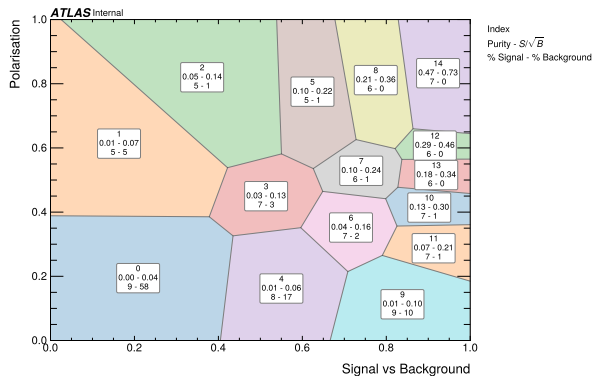 ATLAS Internal
Index
Purity - S/√B
% Signal - % Background
Polarisation
1.0
0.8
0.6
0.4
0.2
0.0
2
0.05 - 0.14
5 - 1
5
0.10 - 0.22
5 - 1
8
0.21 - 0.36
6 - 0
14
0.47 - 0.73
7 - 0
1
0.01 - 0.07
5 - 5
12
0.29 - 0.46
6 - 0
7
0.10 - 0.24
6 - 1
13
0.18 - 0.34
6 - 0
3
0.03 - 0.13
7 - 3
10
0.13 - 0.30
7 - 1
6
0.04 - 0.16
7 - 2
11
0.07 - 0.21
7 - 1
0
0.00 - 0.04
9 - 58
4
0.01 - 0.06
8 - 17
9
0.01 - 0.10
9 - 10
0.0 0.2 0.4 0.6 0.8 1.0
Signal vs Background